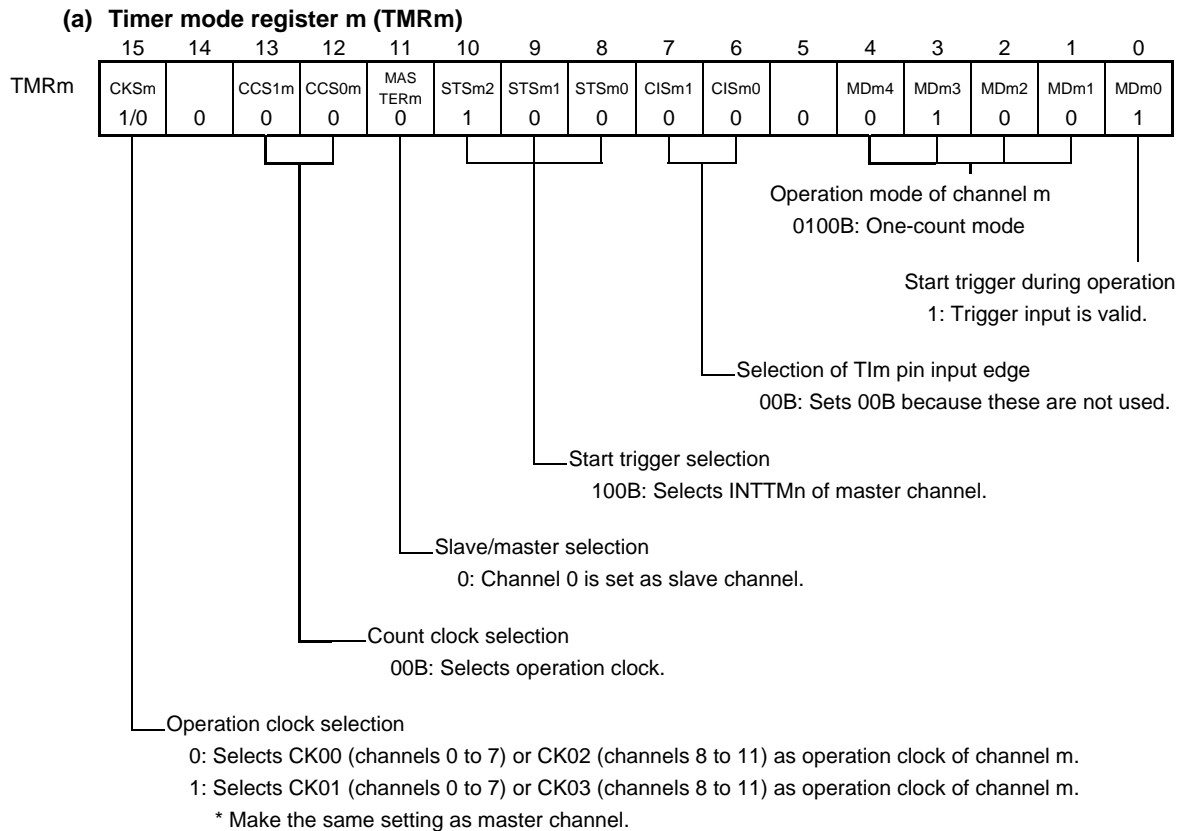 (a) Timer mode register m (TMRm)
15 14 13 12 11 10 9 8 7 6 5 4 3 2 1 0
TMRm CKSm CCS1m CCS0m MAS TERm STSm2 STSm1 STSm0 CISm1 CISm0 MDm4 MDm3 MDm2 MDm1 MDm0
1/0 0 0 0 0 1 0 0 0 0 0 0 1 0 0 1
Operation mode of channel m
0100B: One-count mode
Start trigger during operation
1: Trigger input is valid.
Selection of TIm pin input edge
00B: Sets 00B because these are not used.
Start trigger selection
100B: Selects INTTMn of master channel.
Slave/master selection
0: Channel 0 is set as slave channel.
Count clock selection
00B: Selects operation clock.
Operation clock selection
0: Selects CK00 (channels 0 to 7) or CK02 (channels 8 to 11) as operation clock of channel m.
1: Selects CK01 (channels 0 to 7) or CK03 (channels 8 to 11) as operation clock of channel m.
* Make the same setting as master channel.